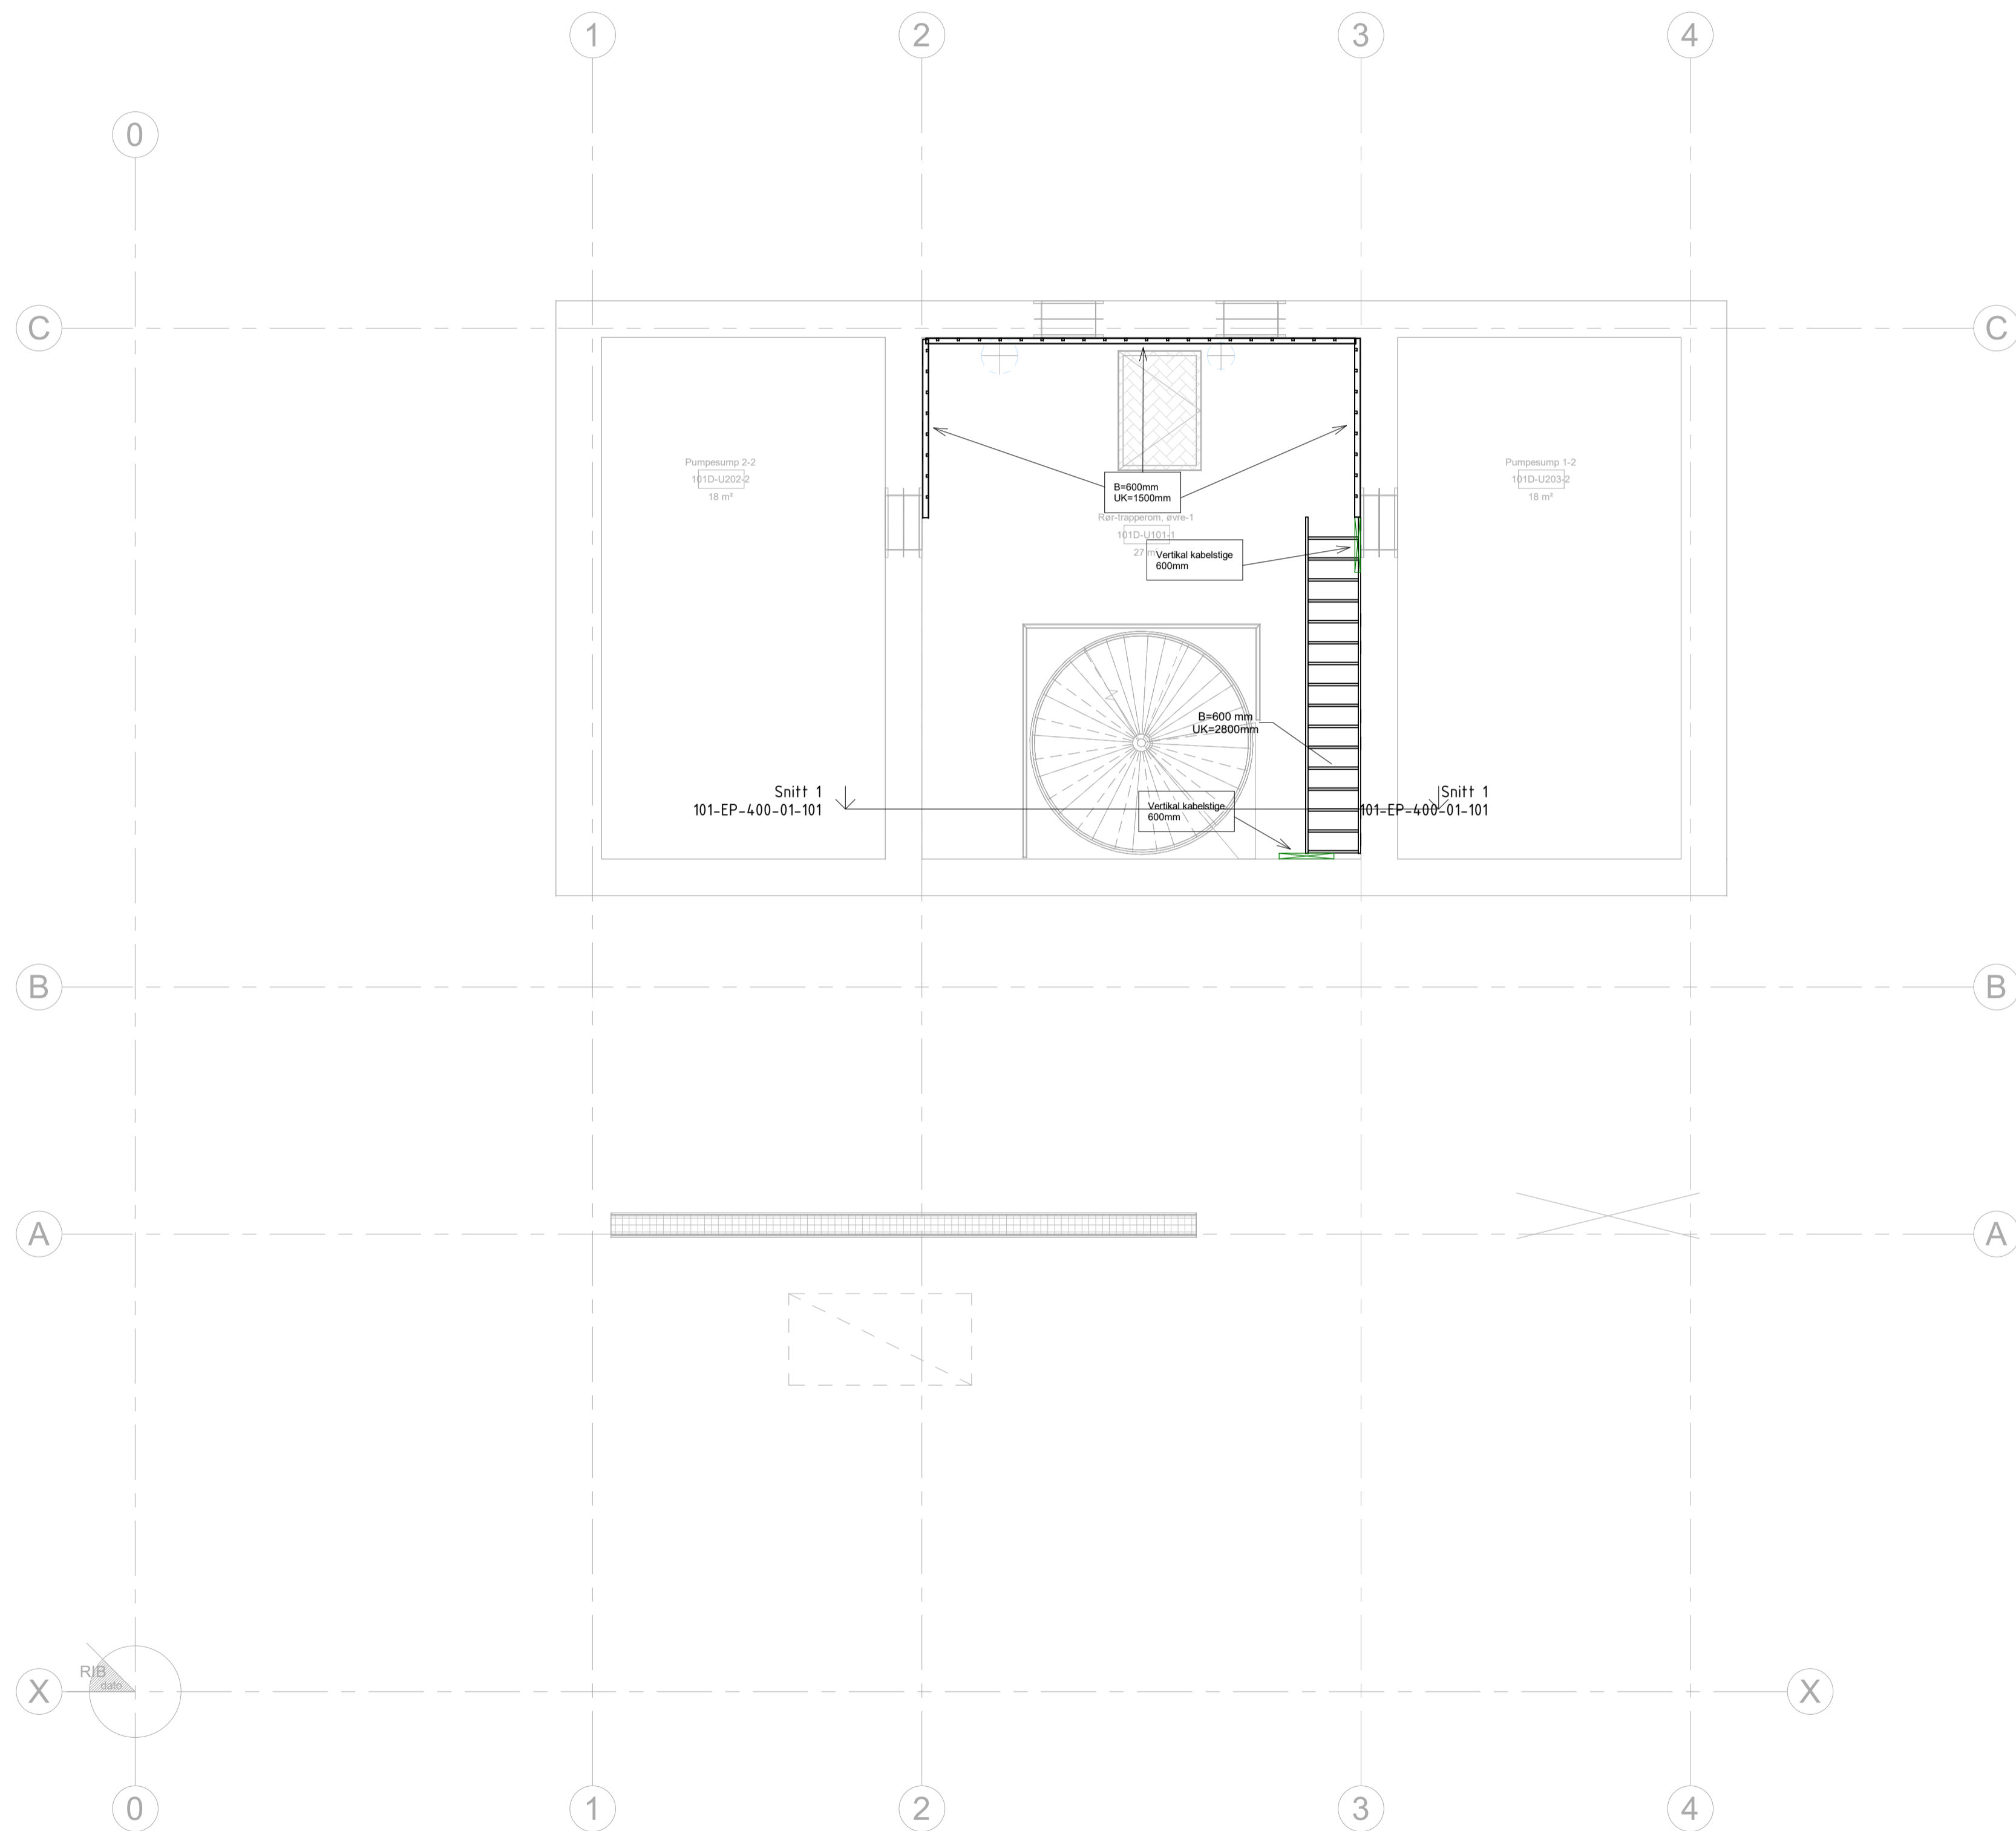 1
2
3
4
0
C
C
Pumpesump 2-2
101D-U202-2
18 m²
Pumpesump 1-2
101D-U203-2
18 m²
B=600mm
UK=1500mm
Rør-trapperom, øvre-1
101D-U101-1
27 m
Vertikal kabelstige
600mm
B=600 mm
UK=2800mm
Snitt 1
101-EP-400-01-101
Vertikal kabelstige
600mm
Snitt 1
101-EP-400-01-101
B
B
A
A
RIB
dato
X
X
0
1
2
3
4